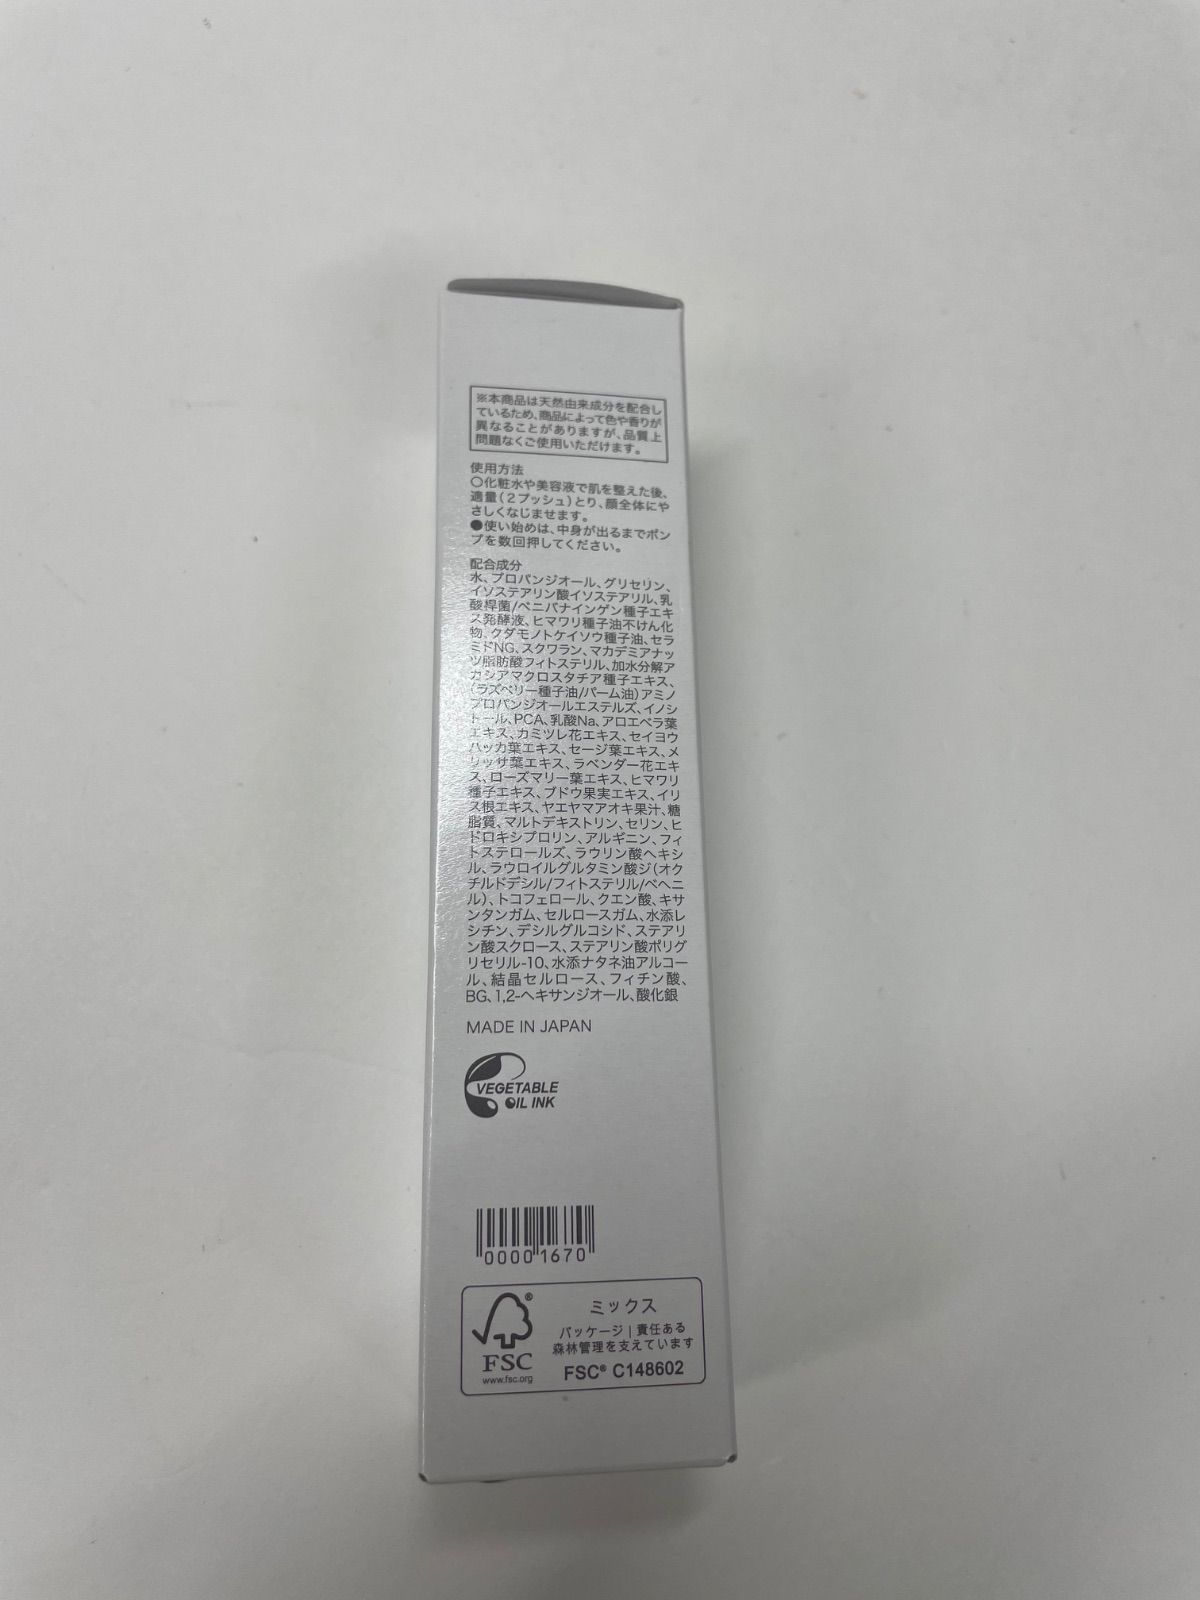 ※本商品は天然由来成分を配合し
ているため、商品によって色や香りが
異なることがありますが、品質上
問題なくご使用いただけます。
使用方法
○化粧水や美容液で肌を整えた後、
適量(2プッシュ)とり、顔全体にや
さしくなじませます。
●使い始めは、中身が出るまでポン
プを数回押してください。
配合成分
水、プロパンジオール、グリセリン、
イソステアリン酸イソステアリル、乳
酸桿菌/ベニバナインゲン種子エキ
ス発酵液、ヒマワリ種子油不けん化
物、クダモノトケイソウ種子油、セラ
ミドNG、スクワラン、マカデミアナッ
ツ脂肪酸フィトステリル、加水分解ア
カシアマクロスタチア種子エキス、
(ラズベリー種子油/パーム油)アミノ
プロパンジオールエステルズ、イノシ
トール、PCA、乳酸Na、アロエベラ葉
エキス、カミツレ花エキス、セイヨウ
ハッカ葉エキス、セージ葉エキス、メ
リッサ葉エキス、ラベンダー花エキ
ス、ローズマリー葉エキス、ヒマワリ
種子エキス、ブドウ果実エキス、イリ
ス根エキス、ヤエヤマアオキ果汁、糖
脂質、マルトデキストリン、セリン、ヒ
ドロキシプロリン、アルギニン、フィ
トステロールズ、ラウリン酸ヘキシ
ル、ラウロイルグルタミン酸ジ(オク
チルドデシル/フィトステリル/ベヘニ
ル)、トコフェロール、クエン酸、キサ
ンタンガム、セルロースガム、水添レ
シチン、デシルグルコシド、ステアリ
ン酸スクロース、ステアリン酸ポリグ
リセリル-10、水添ナタネ油アルコー
ル、結晶セルロース、フィチン酸、
BG、1,2-ヘキサンジオール、酸化銀
MADE IN JAPAN
VEGETABLE
OIL INK
0000 1670
ミックス
パッケージ | 責任ある
森林管理を支えています
FSC® C148602
FSC
www.fsc.org